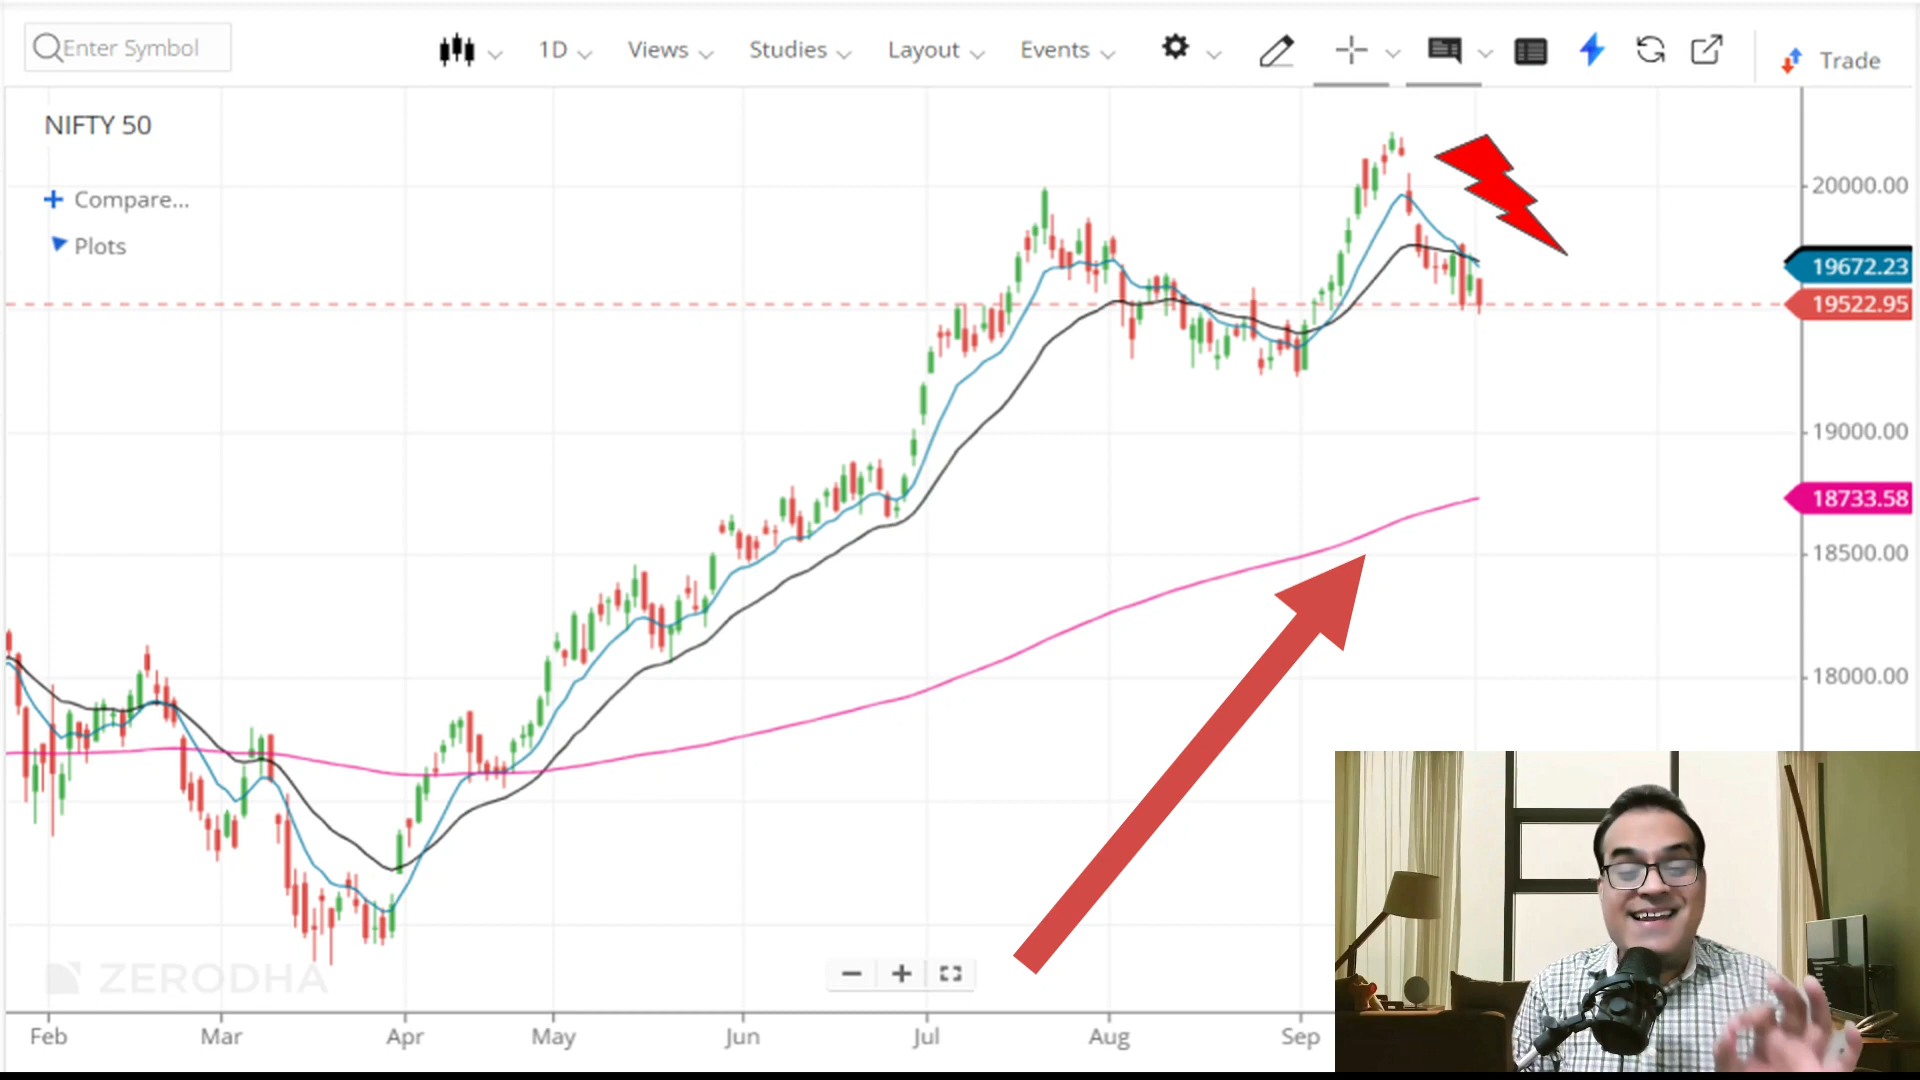 Enter Symbol
1D
Views
Studies
Layout
Events
Trade
NIFTY 50
Compare...
Plots
20000.00
19672.23
19522.95
19000.00
18733.58
18500.00
18000.00
ZERODHA
Feb
Mar
Apr
May
Jun
Jul
Aug
Sep